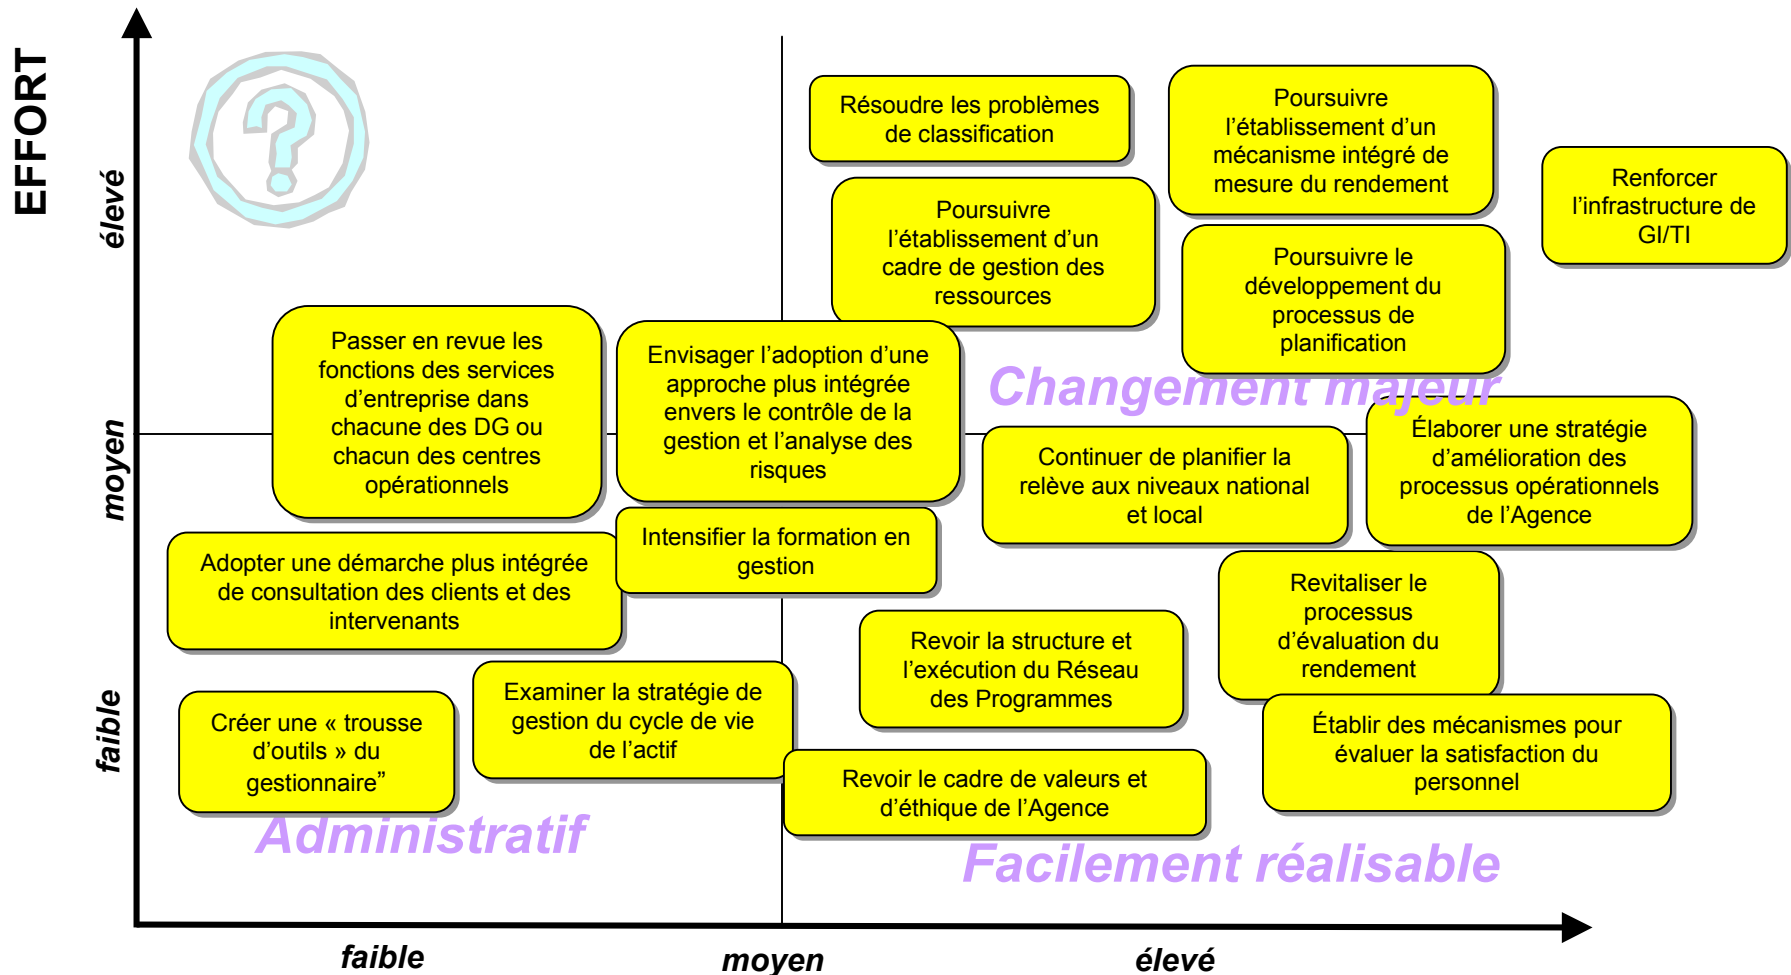 EFFORT
élevé
moyen
faible
?
Résoudre les problèmes
de classification
Poursuivre
l’établissement d’un
mécanisme intégré de
mesure du rendement
Renforcer
l’infrastructure de
GI/TI
Poursuivre
l’établissement d’un
cadre de gestion des
ressources
Poursuivre le
développement du
processus de
planification
Passer en revue les
fonctions des services
d’entreprise dans
chacune des DG ou
chacun des centres
opérationnels
Envisager l’adoption d’une
approche plus intégrée
envers le contrôle de la
gestion et l’analyse des
risques
Changement majeur
Continuer de planifier la
relève aux niveaux national
et local
Élaborer une stratégie
d’amélioration des
processus opérationnels
de l’Agence
Adopter une démarche plus intégrée
de consultation des clients et des
intervenants
Intensifier la formation en
gestion
Revitaliser le
processus
d’évaluation du
rendement
Revoir la structure et
l’exécution du Réseau
des Programmes
Créer une « trousse
d’outils » du
gestionnaire”
Examiner la stratégie de
gestion du cycle de vie
de l’actif
Établir des mécanismes pour
évaluer la satisfaction du
personnel
Revoir le cadre de valeurs et
d’éthique de l’Agence
Administratif
Facilement réalisable
faible
moyen
élevé